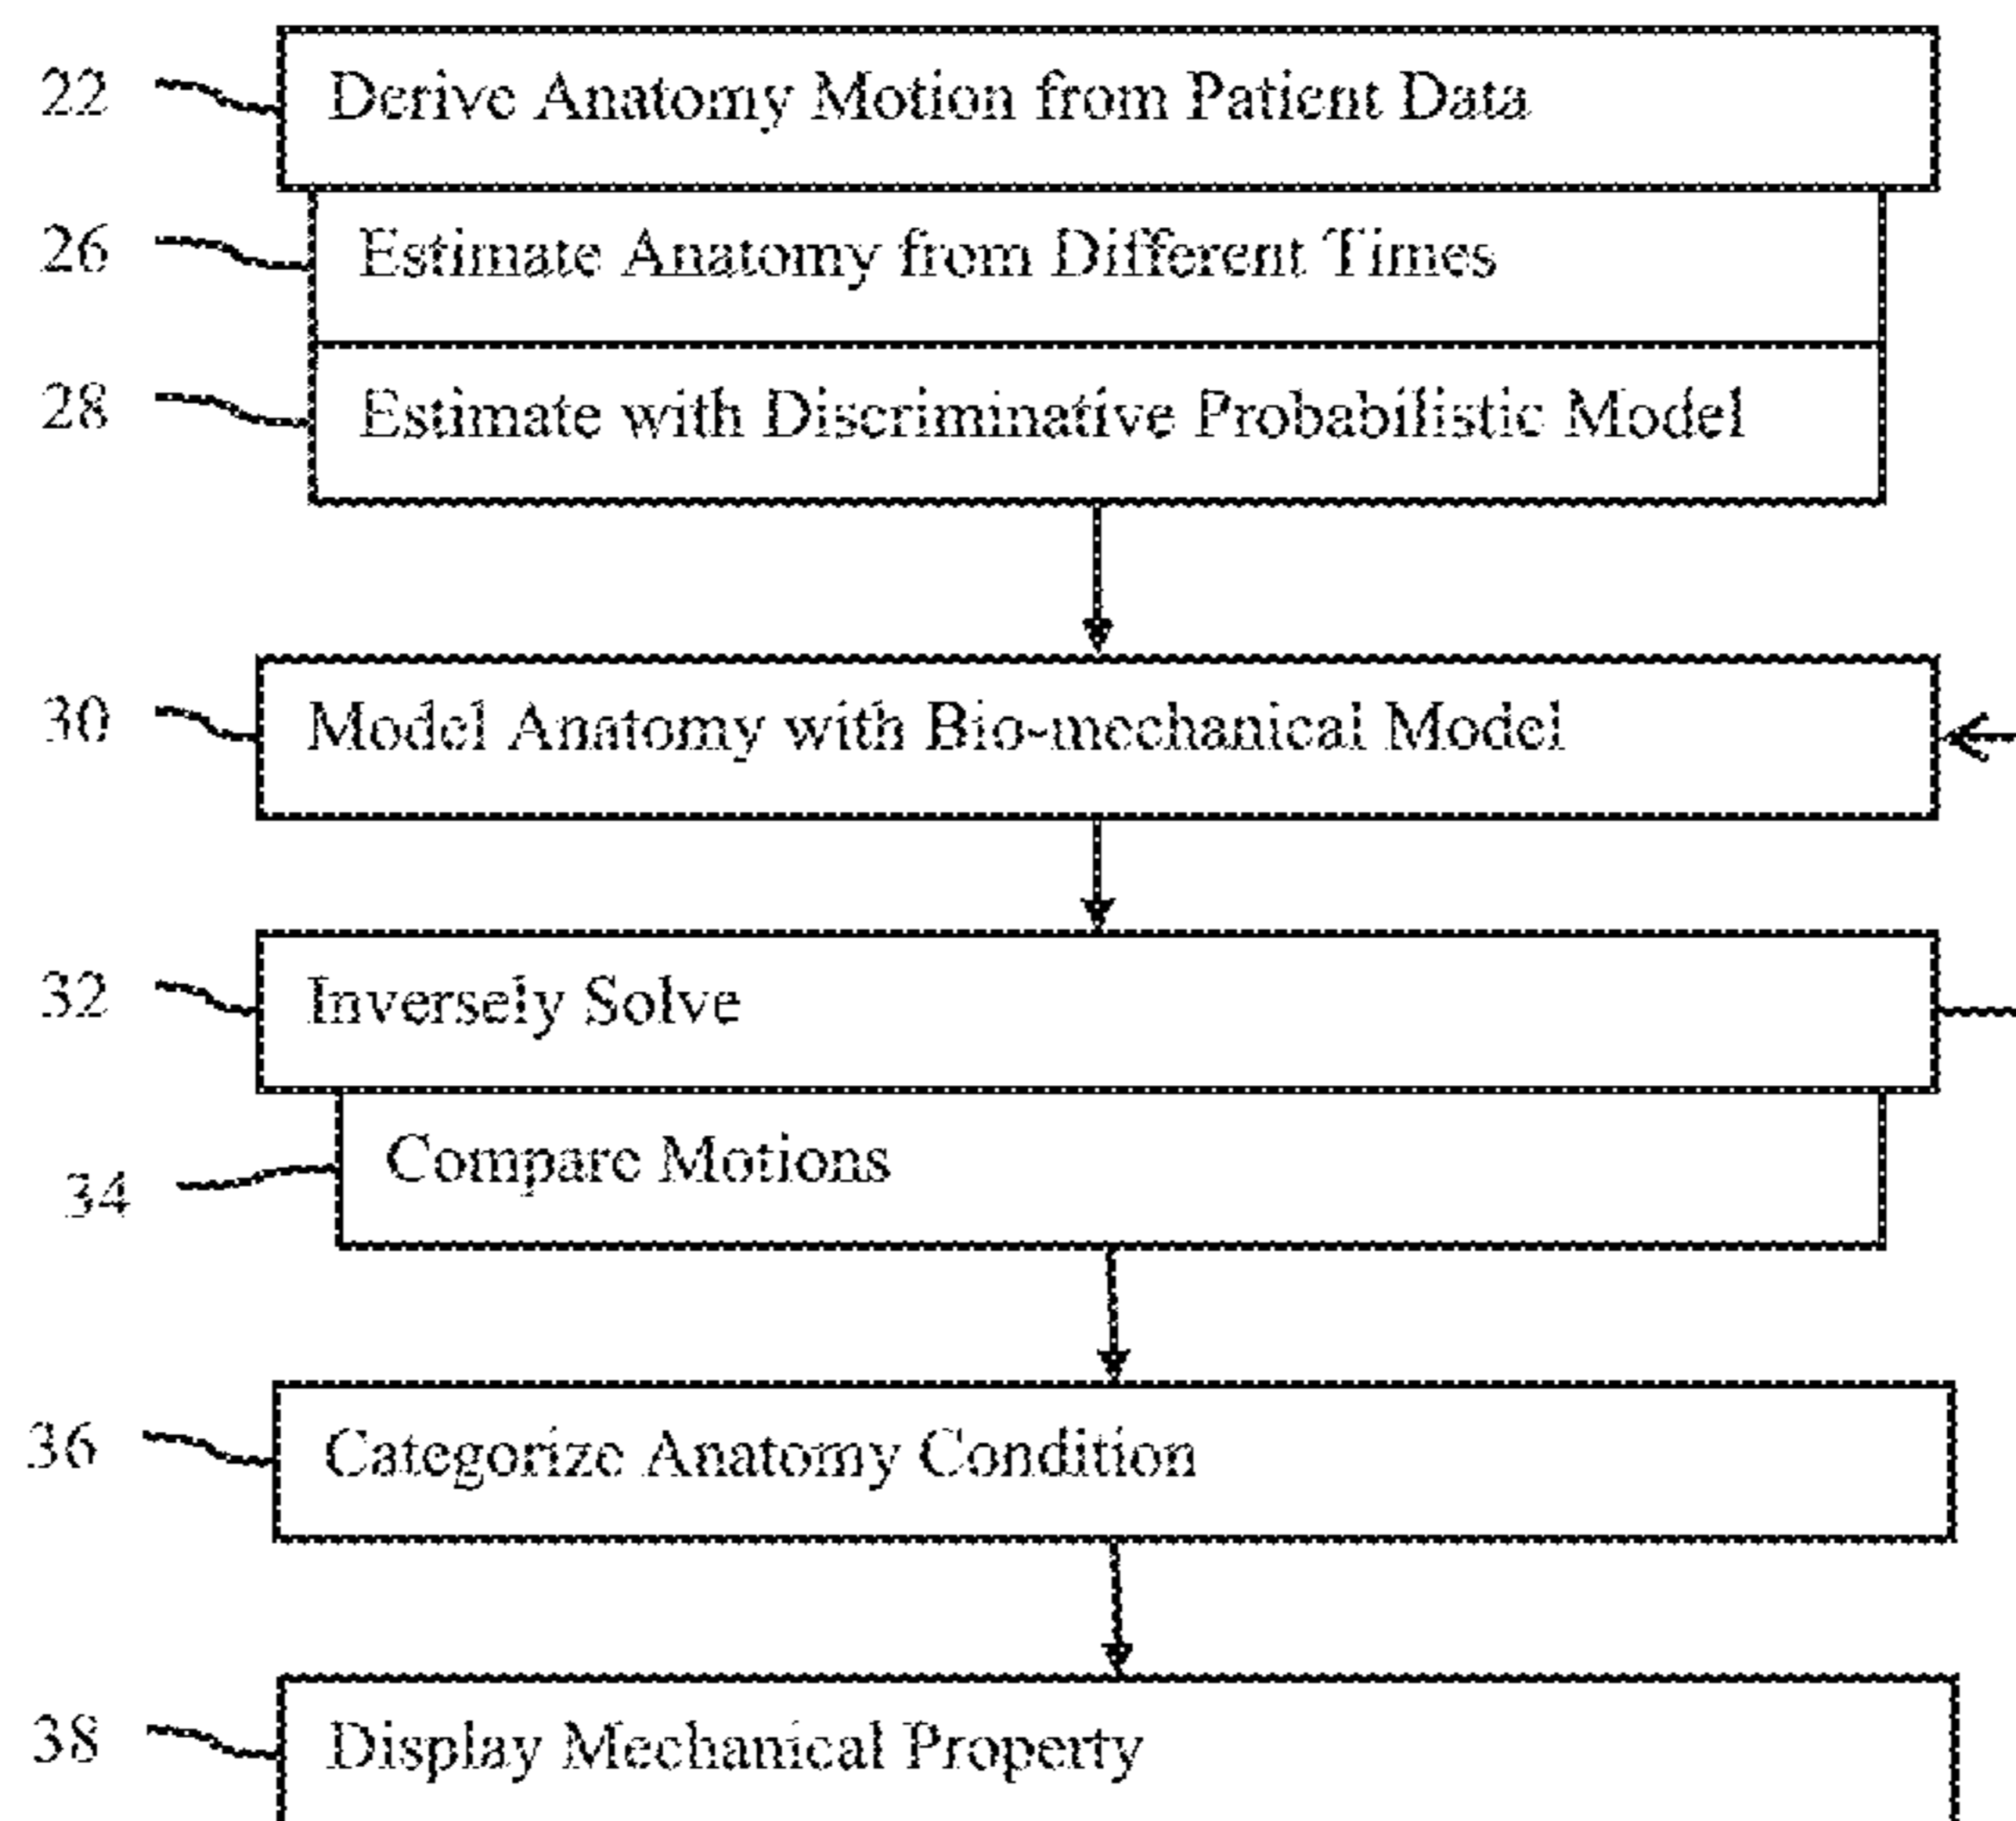 22 Derive Anatomy Motion from Patient Data
26 Estimate Anatomy from Different Times
28 Estimate with Discriminative Probabilistic Model
30 Model Anatomy with Bio-mechanical Model
32 Inversely Solve
34 Compare Motions
36 Categorize Anatomy Condition
38 Display Mechanical Property